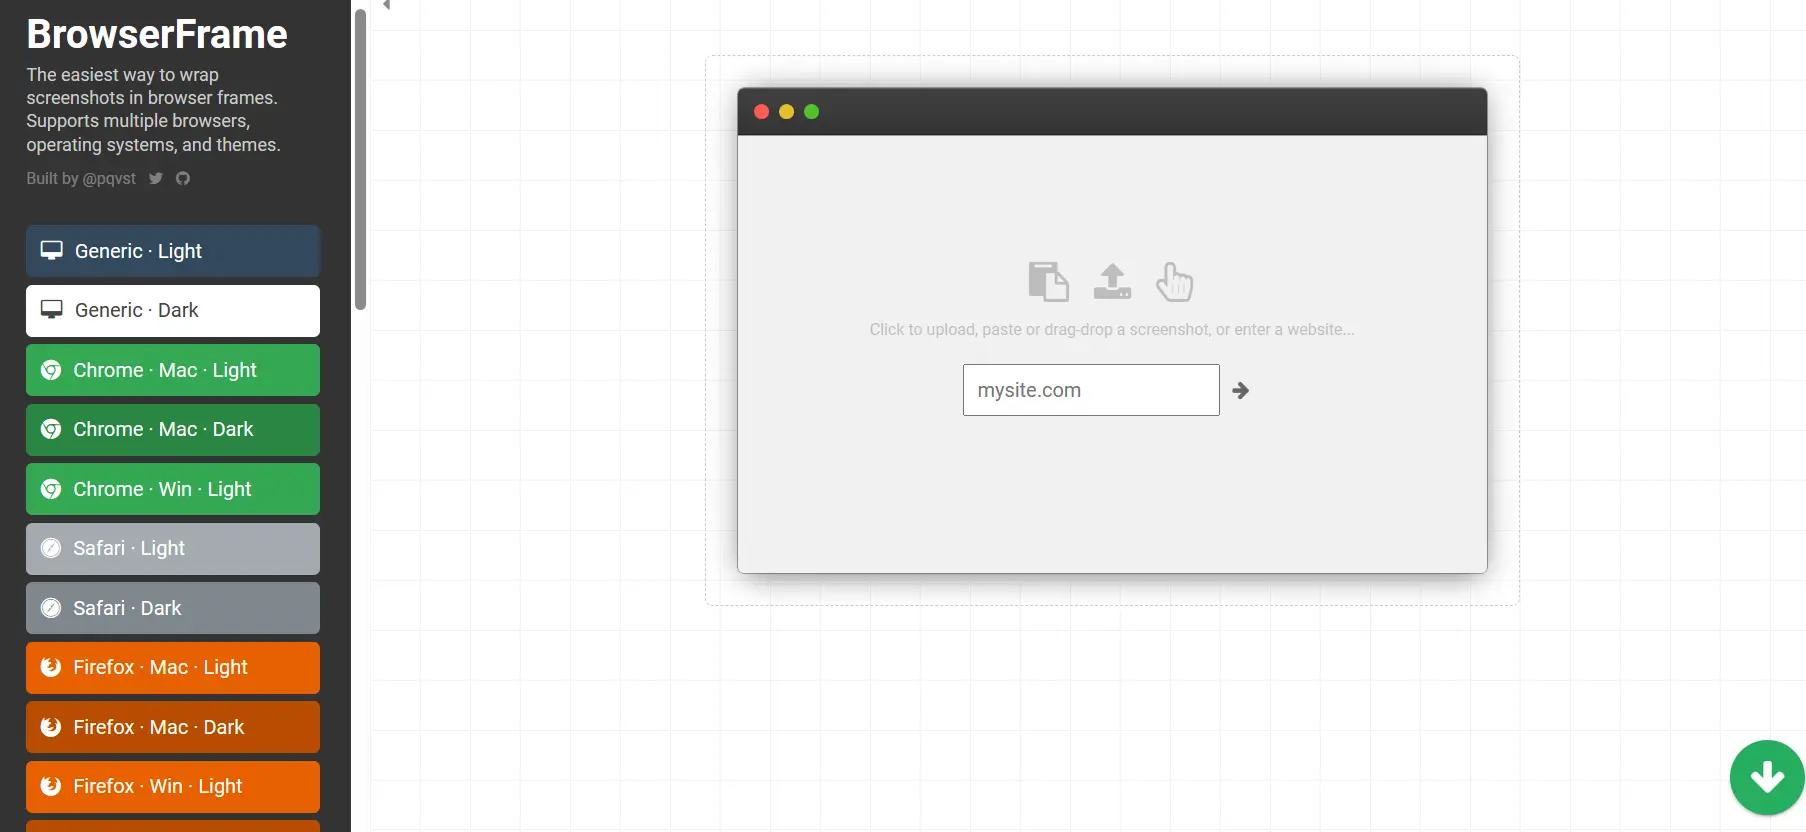 BrowserFrame
The easiest way to wrap
screenshots in browser frames.
Supports multiple browsers,
operating systems, and themes.
Built by @pqvst
Generic · Light
Generic · Dark
Chrome · Mac · Light
Chrome · Mac · Dark
Chrome · Win · Light
Safari · Light
Safari · Dark
Firefox · Mac · Light
Firefox · Mac · Dark
Firefox · Win · Light
Click to upload, paste or drag-drop a screenshot, or enter a website...
mysite.com